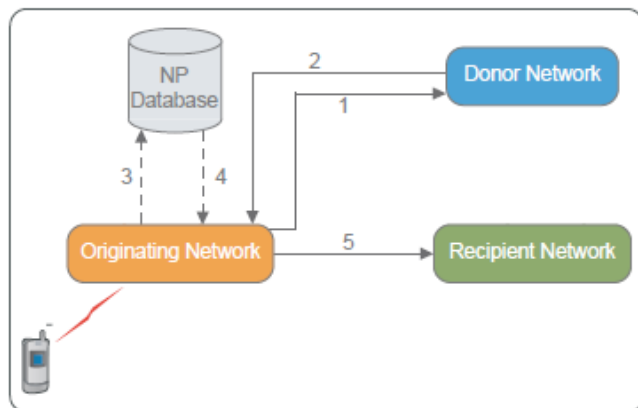 NP
Database
2
Donor Network
1
3
4
Originating Network
5
Recipient Network